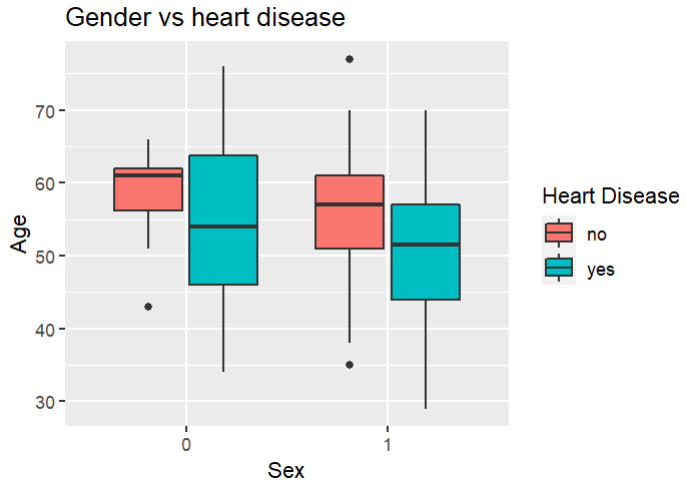 Gender vs heart disease
Age
70
60
50
40
30
0
1
Sex
Heart Disease
no
yes